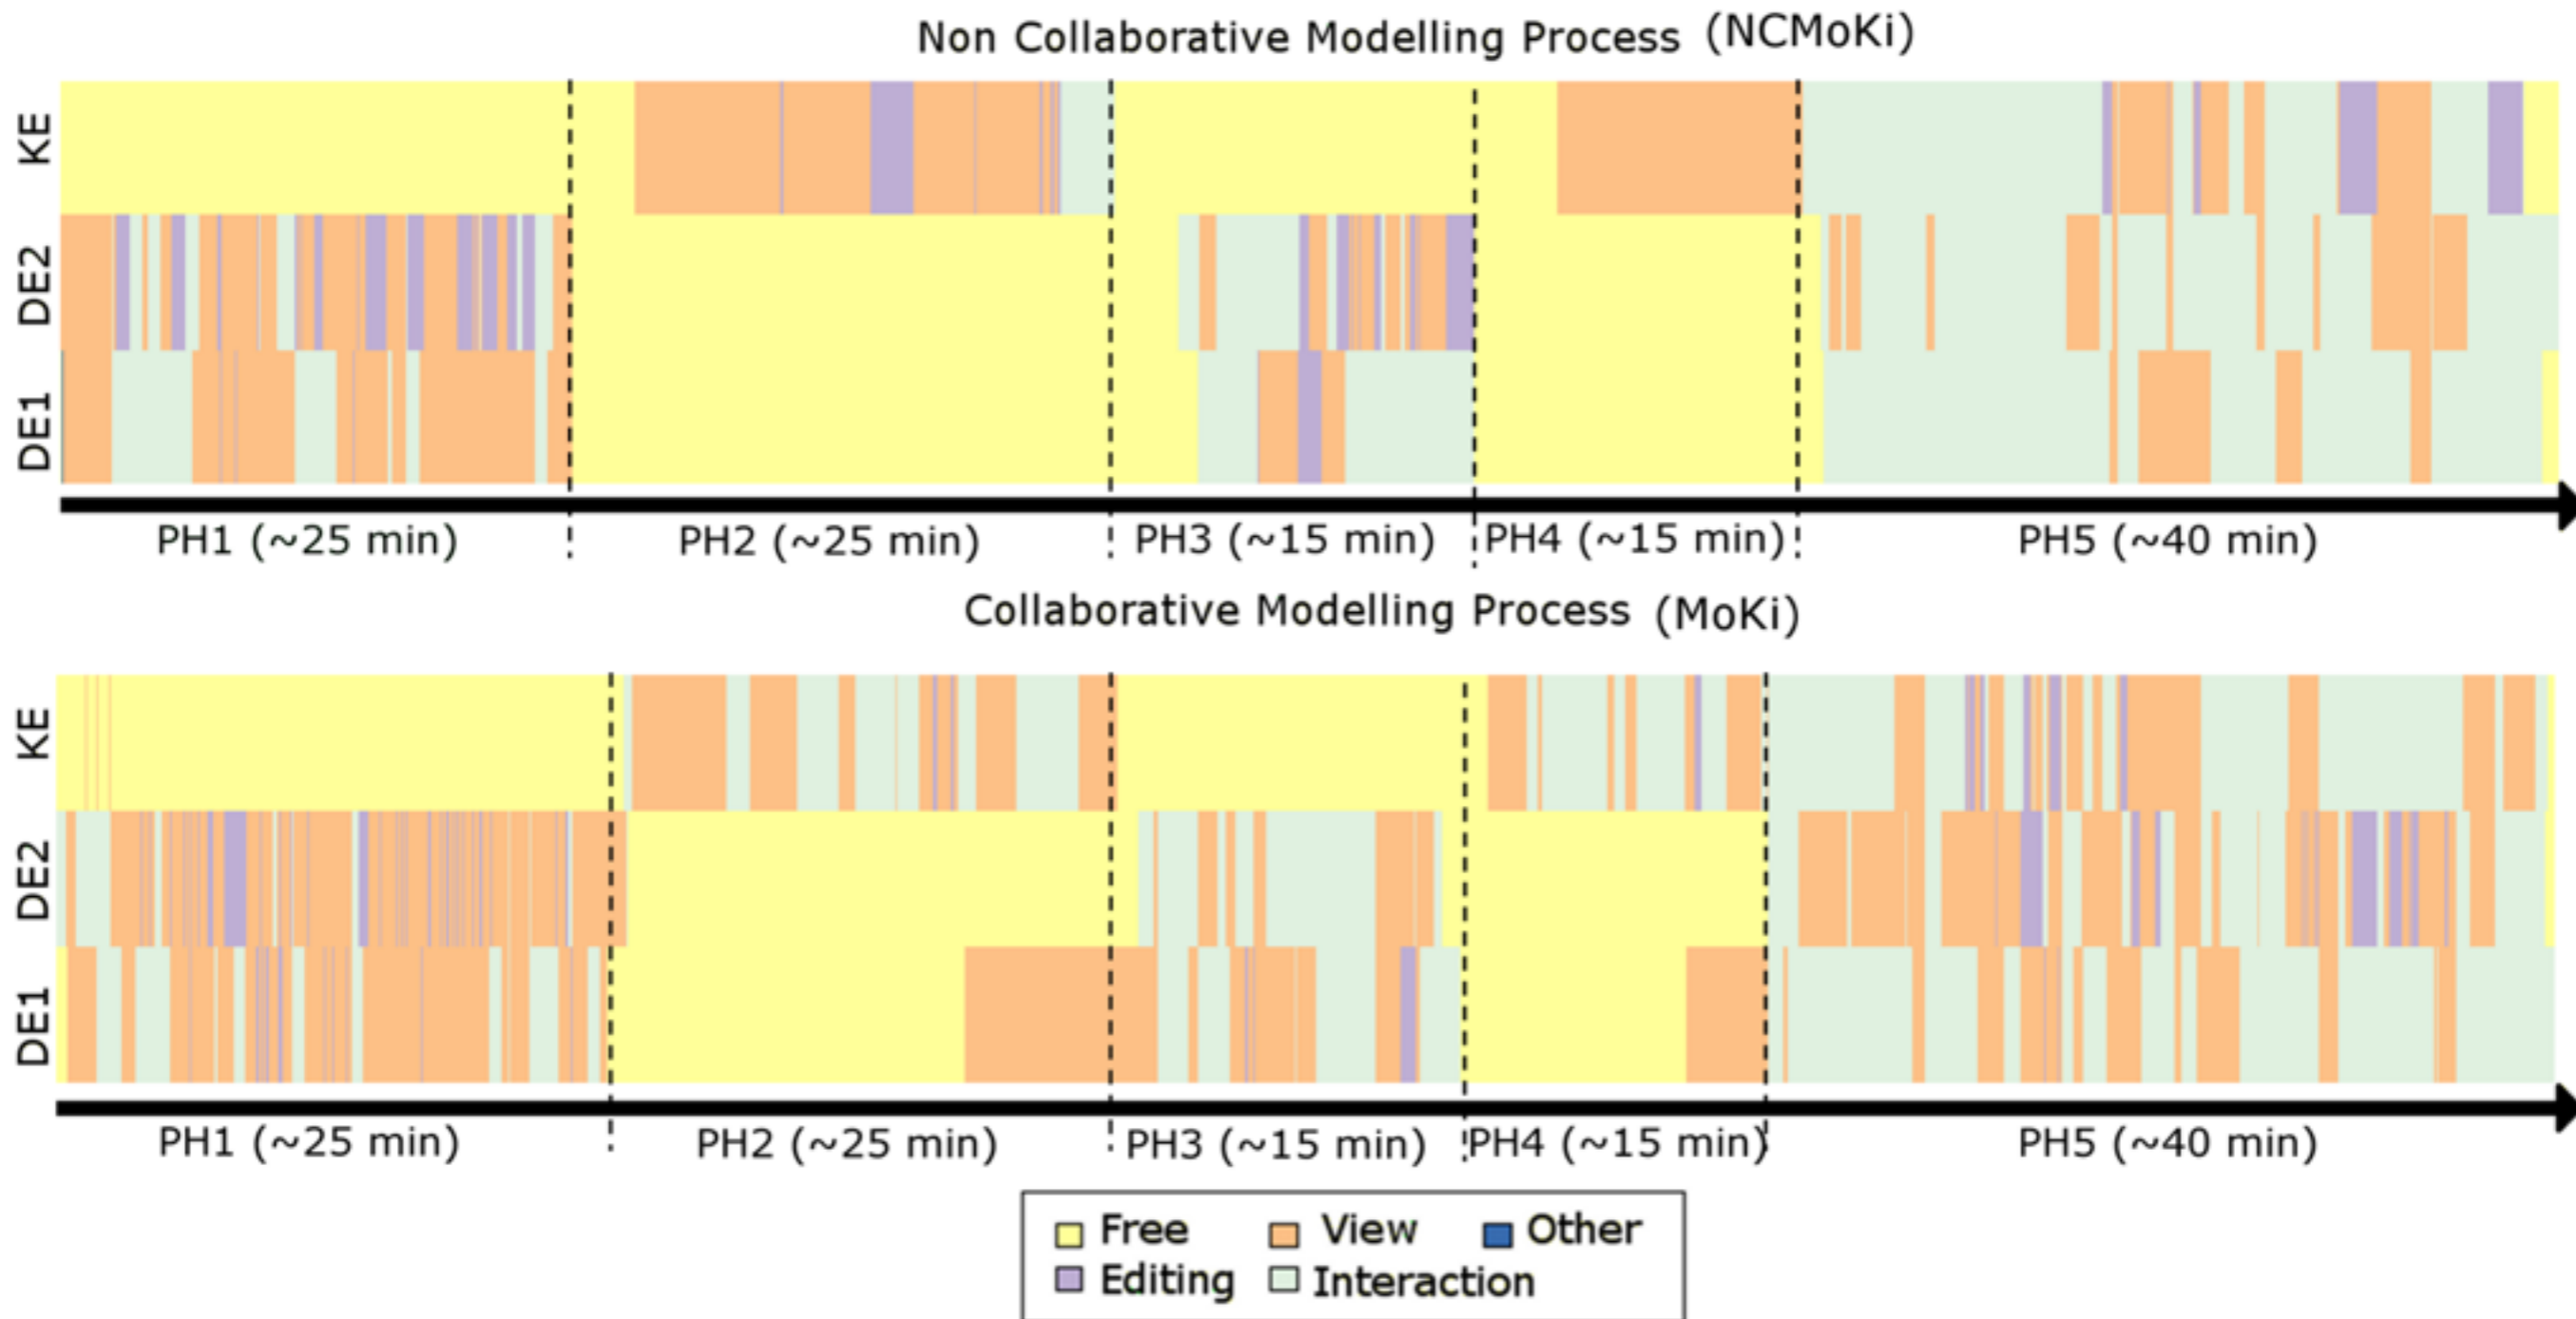 Non Collaborative Modelling Process (NCMoKi)
KE
DE2
DE1
PH1 (~25 min) PH2 (~25 min) PH3 (~15 min) PH4 (~15 min) PH5 (~40 min)
Collaborative Modelling Process (MoKi)
KE
DE2
DE1
PH1 (~25 min) PH2 (~25 min) PH3 (~15 min) PH4 (~15 min) PH5 (~40 min)
Free View Other
Editing Interaction